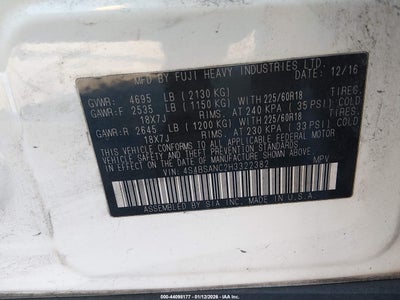 MFD BY FUJI HEAVY INDUSTRIES LTD. 12/16
GVWR: 4695 LB (2130 KG)
GAWR:F 2535 LB (1150 KG) WITH 225/60R18 TIRES,
18X7J RIMS, AT 240 KPA (35 PSI) COLD
GAWR:R 2645 LB (1200 KG) WITH 225/60R18 TIRES,
18X7J RIMS, AT 230 KPA (33 PSI) COLD
THIS VEHICLE CONFORMS TO ALL APPLICABLE FEDERAL MOTOR
VEHICLE SAFETY, BUMPER, AND THEFT PREVENTION STANDARDS
IN EFFECT ON THE DATE OF MANUFACTURE SHOWN ABOVE.
VIN: 4S4BSANC2H3322382 MPV
ASSEMBLED BY SIA INC. MADE IN U.S.A
000-44099177 - 01/12/2026 - IAA Inc.